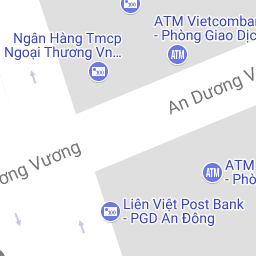 ATM Vietcomban
- Phòng Giao Dịc
Ngân Hàng Tmcp
Ngoại Thương Vn...
An Dương V
ơng Vương
ATM
- Phò
Liên Việt Post Bank
- PGD An Đông